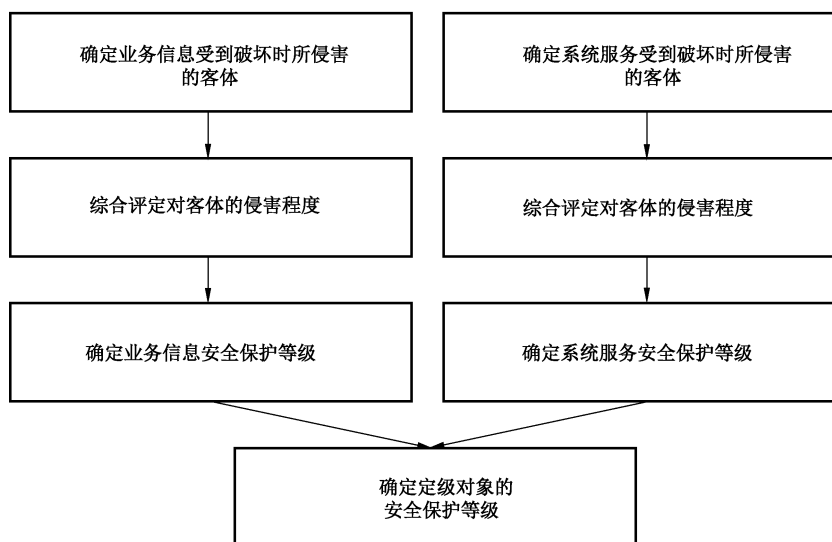 确定业务信息受到破坏时所侵害
的客体
确定系统服务受到破坏时所侵害
的客体
综合评定对客体的侵害程度
综合评定对客体的侵害程度
确定业务信息安全保护等级
确定系统服务安全保护等级
确定定级对象的
安全保护等级